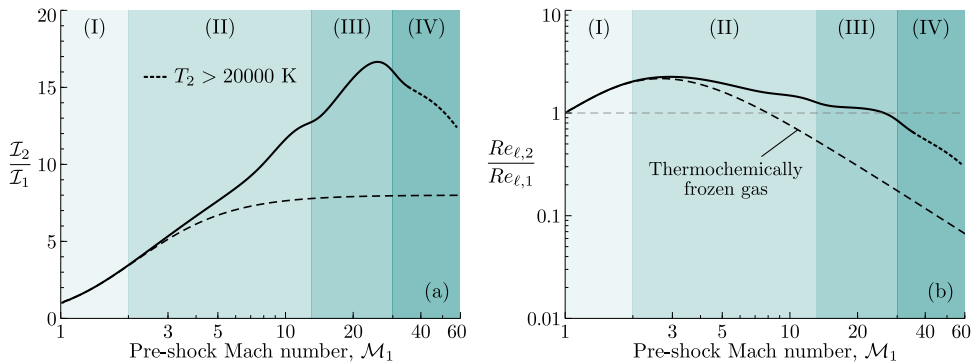 20
15
10
5
0
(I)
(II)
(III)
(IV)
T₂ > 20000 K
ℐ₂
ℐ₁
(a)
1
3
5
10
20
40
60
Pre-shock Mach number, ℳ₁
10
1
0.1
0.01
(I)
(II)
(III)
(IV)
Re_{ℓ,2}
Re_{ℓ,1}
Thermochemically
frozen gas
(b)
1
3
5
10
20
40
60
Pre-shock Mach number, ℳ₁